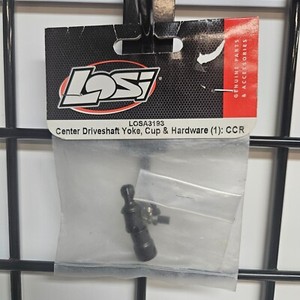 LOSi
GENUINE PARTS
& ACCESSORIES
LOSA3193
Center Driveshaft Yoke, Cup & Hardware (1): CCR